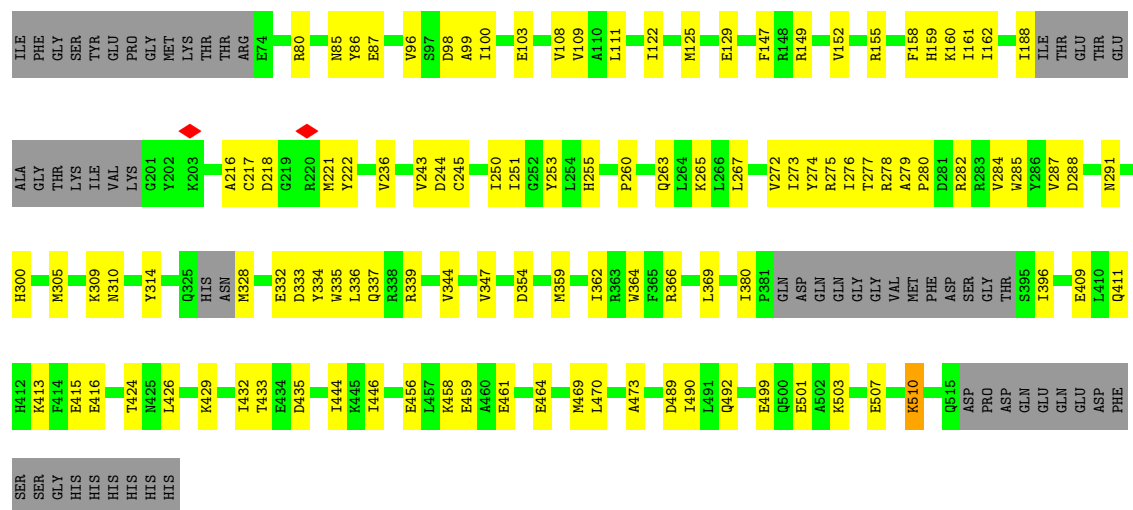 ILE PHE GLY SER TYR GLU PRO GLY MET LYS THR THR ARG E74 R80 N85 Y86 E87 V96 S97 D98 A99 I100 E103 V108 V109 A110 L111 I122 M125 E129 F147 R148 R149 V152 R155 F158 H159 K160 I161 I162 I188 ILE THR GLU THR GLU
ALA GLY THR LYS ILE VAL LYS G201 Y202 K203 A216 C217 D218 G219 R220 M221 Y222 V236 V243 D244 C245 I250 I251 G252 Y253 L254 H255 P260 Q263 L264 K265 L266 L267 V272 I273 Y274 R275 I276 T277 R278 A279 P280 D281 R282 R283 V284 W285 Y286 V287 D288 N291
H300 M305 K309 N310 Y314 Q325 HIS ASN M328 E332 D333 Y334 W335 L336 Q337 R338 R339 V344 V347 D354 M359 I362 R363 W364 F365 R366 L369 I380 P381 GLN ASP GLN GLN GLY GLY VAL MET PHE ASP SER GLY THR S395 I396 E409 L410 Q411
H412 K413 F414 E415 E416 T424 N425 L426 K429 I432 T433 E434 D435 I444 K445 I446 E456 L457 K458 E459 A460 E461 E464 M469 L470 A473 D489 I490 L491 Q492 E499 Q500 E501 A502 K503 E507 K510 Q515 ASP PRO ASP GLN GLU GLN GLU ASP PHE
SER SER GLY HIS HIS HIS HIS HIS HIS